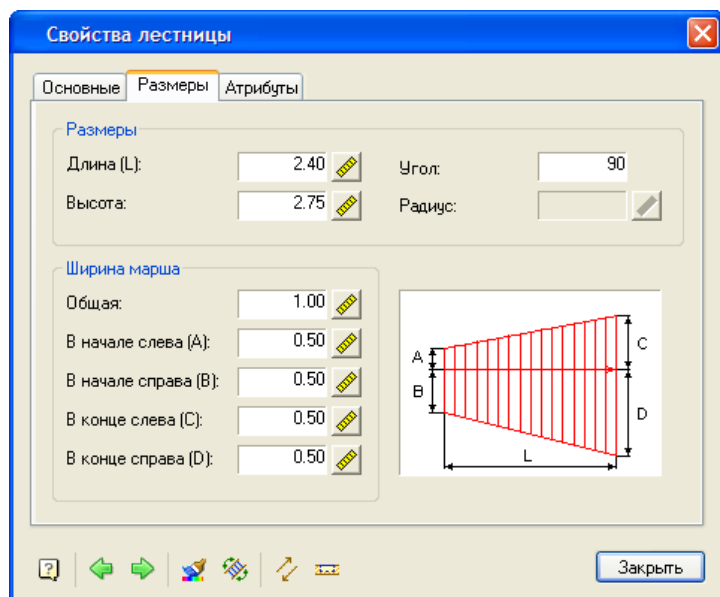 Свойства лестницы
Основные Размеры Атрибуты
Размеры
Длина (L): 2.40 Угол: 90
Высота: 2.75 Радиус:
Ширина марша
Общая: 1.00
В начале слева (A): 0.50
В начале справа (B): 0.50
В конце слева (C): 0.50
В конце справа (D): 0.50
A
B
C
D
L
Закрыть